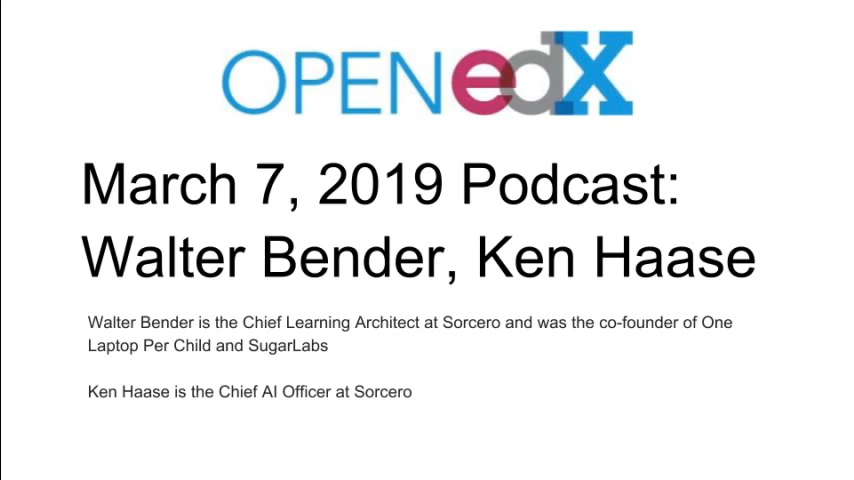 OPENedX
March 7, 2019 Podcast:
Walter Bender, Ken Haase
Walter Bender is the Chief Learning Architect at Sorcero and was the co-founder of One
Laptop Per Child and SugarLabs
Ken Haase is the Chief AI Officer at Sorcero